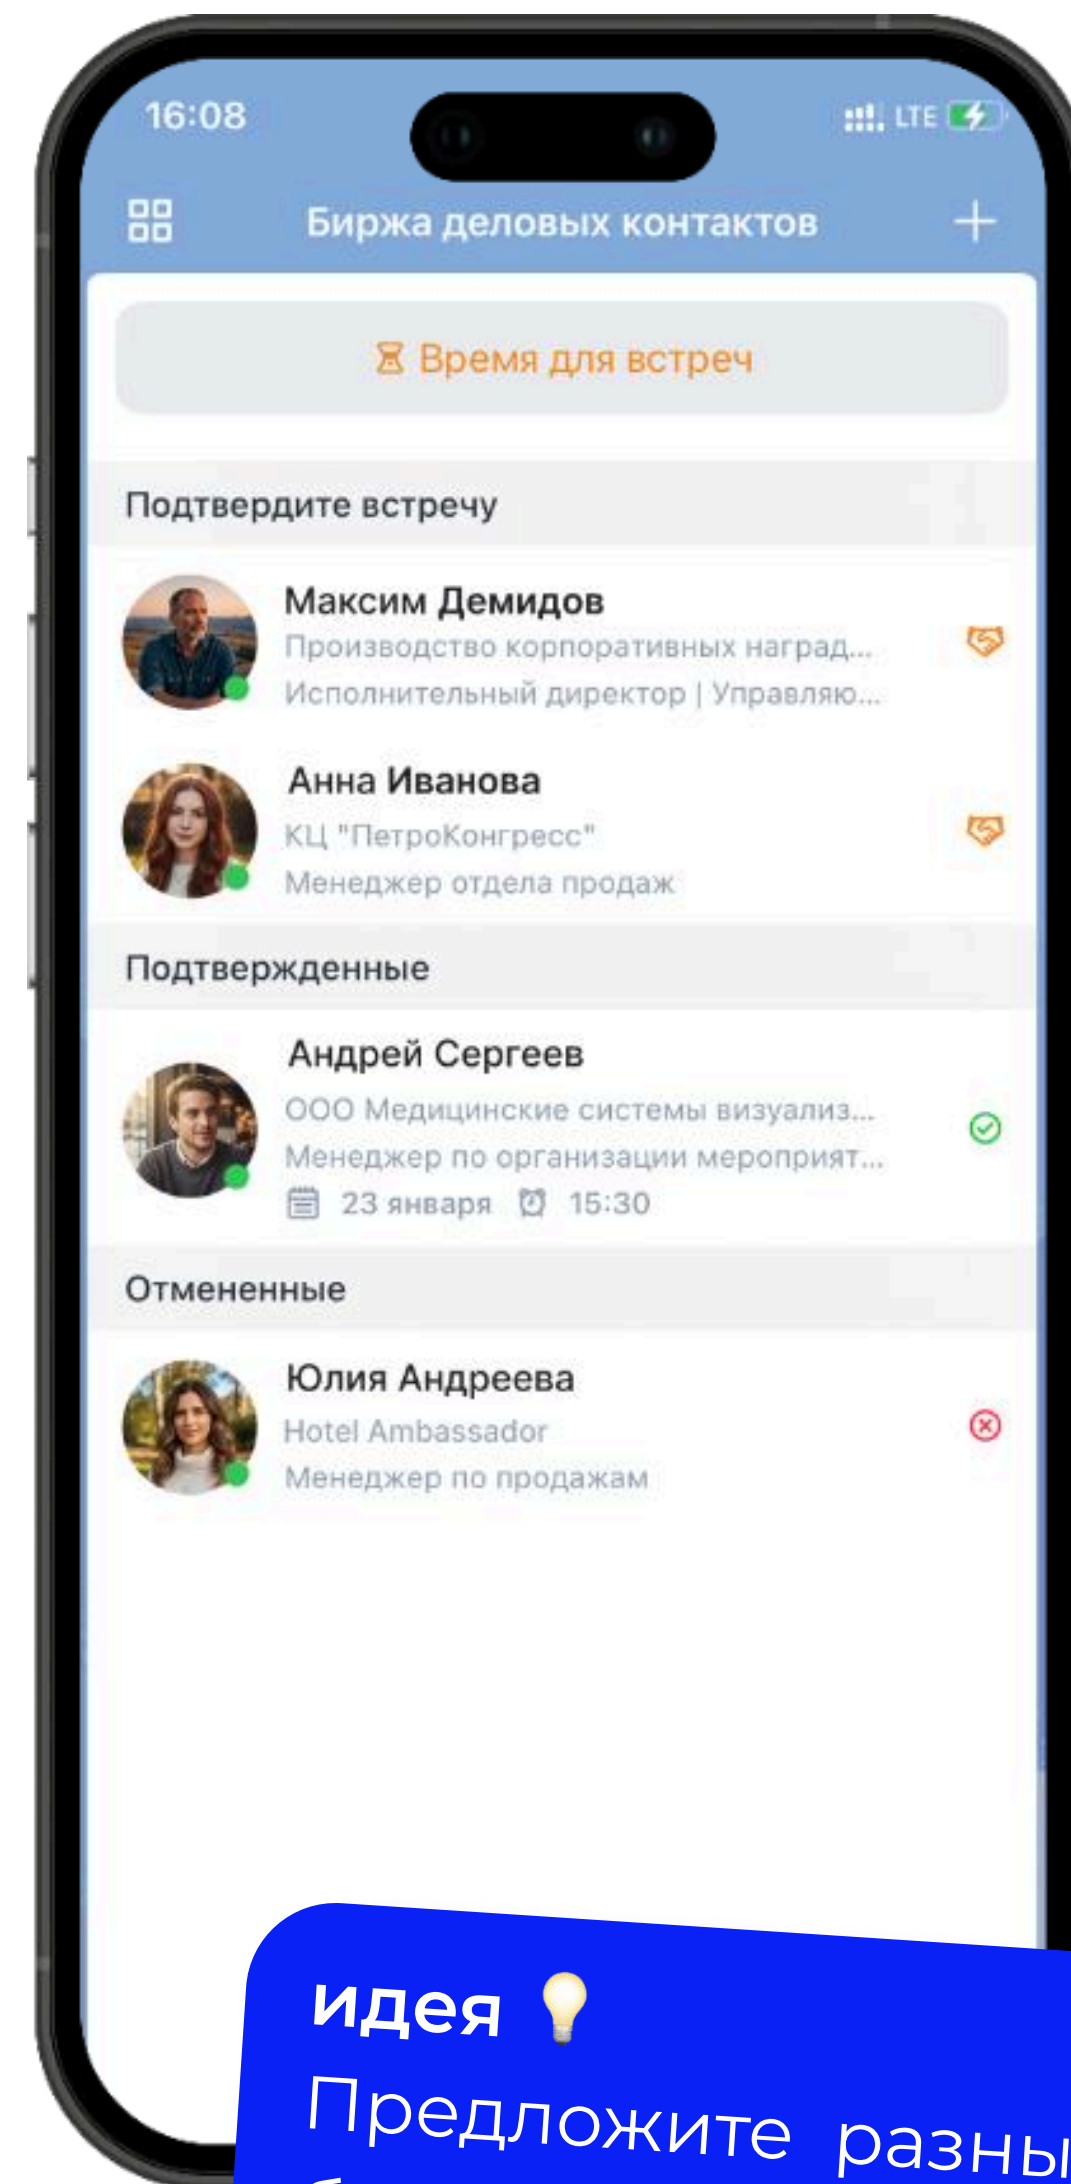 16:08
LTE
Биржа деловых контактов
Время для встреч
Подтвердите встречу
Максим Демидов
Производство корпоративных наград...
Исполнительный директор | Управляю...
Анна Иванова
КЦ "ПетроКонгресс"
Менеджер отдела продаж
Подтвержденные
Андрей Сергеев
ООО Медицинские системы визуализ...
Менеджер по организации мероприят...
23 января 15:30
Отмененные
Юлия Андреева
Hotel Ambassador
Менеджер по продажам
идея 💡
Предложите разны